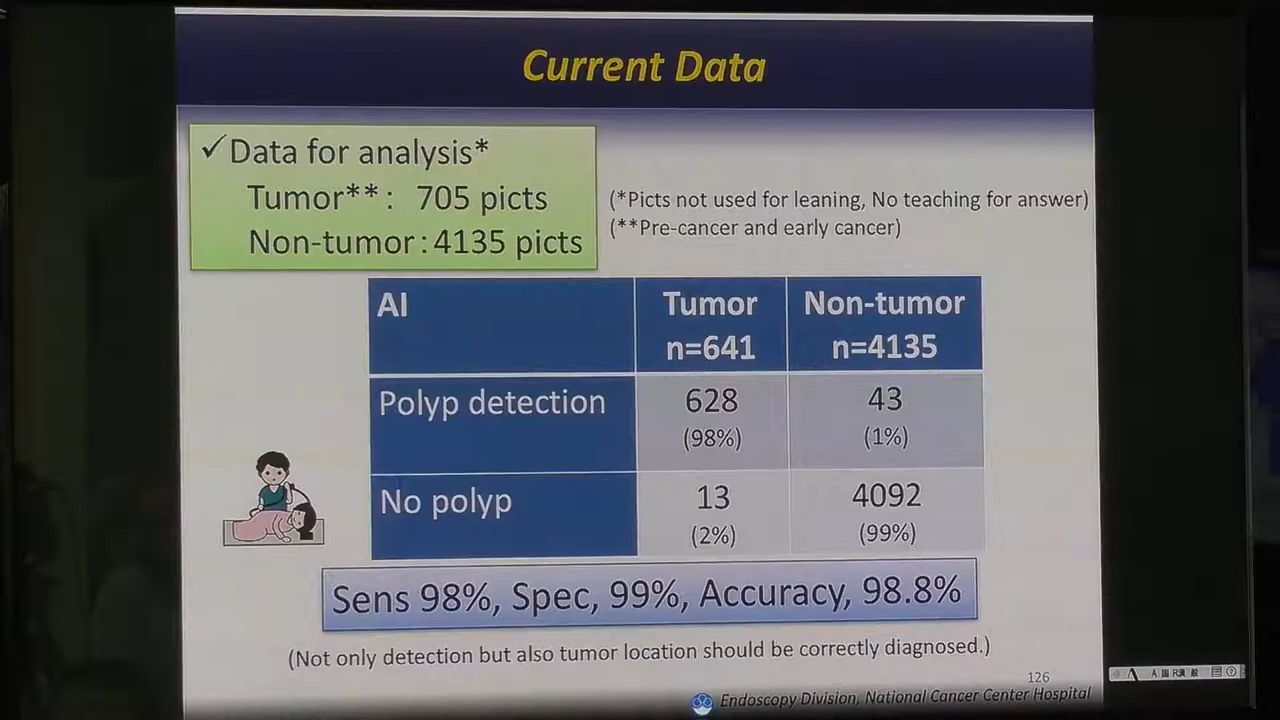 Current Data
✓Data for analysis*
Tumor**: 705 picts
Non-tumor:4135 picts
(*Picts not used for leaning, No teaching for answer)
(**Pre-cancer and early cancer)
AI
Tumor
n=641
Non-tumor
n=4135
Polyp detection
628
(98%)
43
(1%)
No polyp
13
(2%)
4092
(99%)
Sens 98%, Spec, 99%, Accuracy, 98.8%
(Not only detection but also tumor location should be correctly diagnosed.)
126
Endoscopy Division, National Cancer Center Hospital